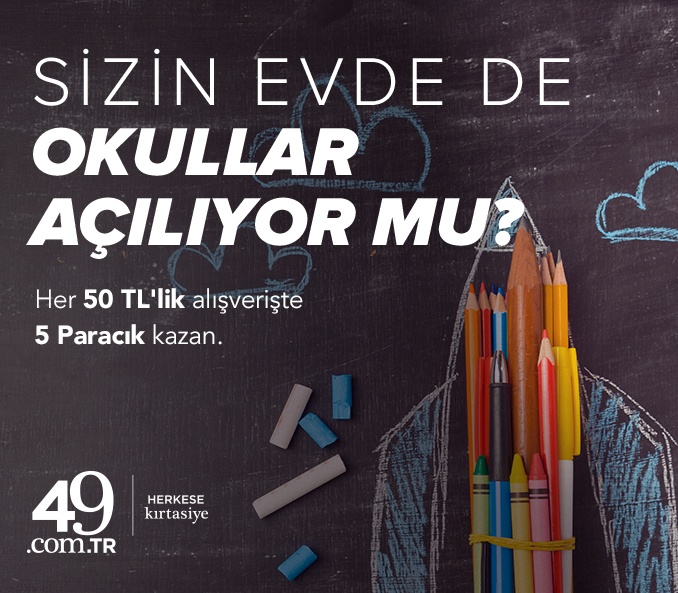 SİZİN EVDE DE
OKULLAR
AÇILIYOR MU?
Her 50 TL'lik alışverişte
5 Paracık kazan.
49
.com.TR
HERKESE
kırtasiye